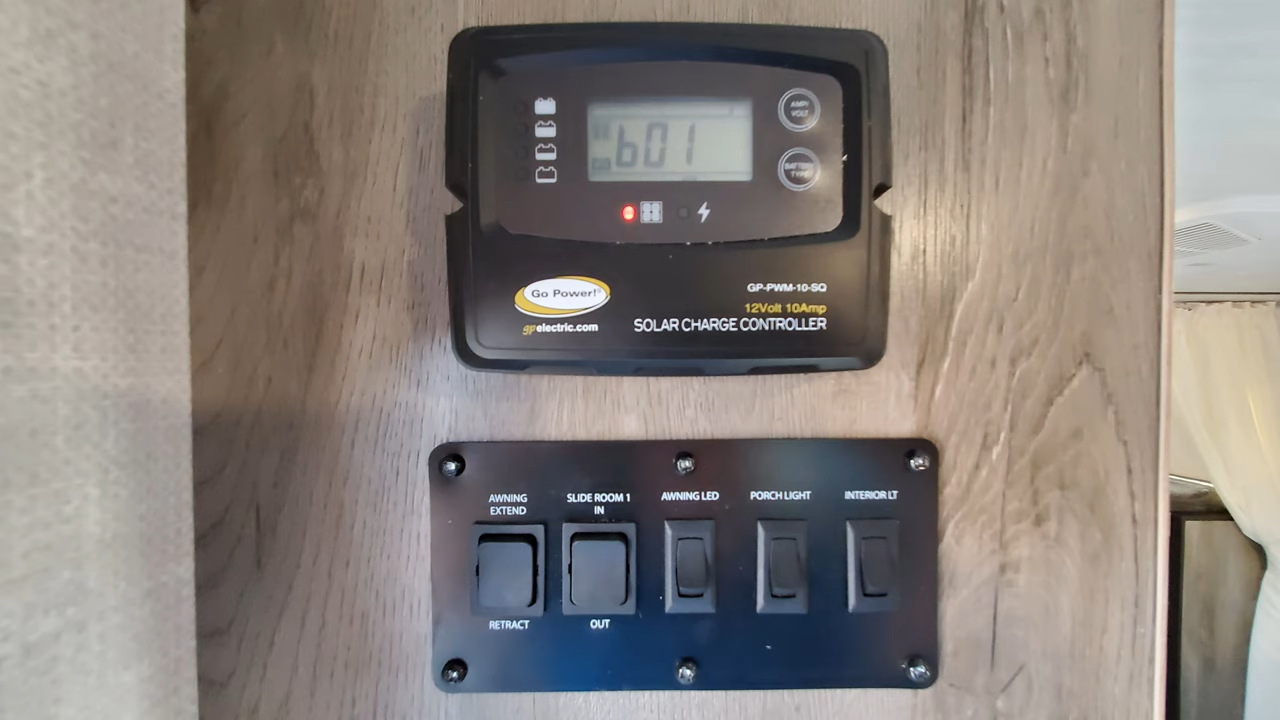 b01
AMP/
VOLT
BATTERY
TYPE
Go Power!®
gpelectric.com
GP-PWM-10-SQ
12Volt 10Amp
SOLAR CHARGE CONTROLLER
AWNING
EXTEND
SLIDE ROOM 1
IN
AWNING LED
PORCH LIGHT
INTERIOR LT
RETRACT
OUT